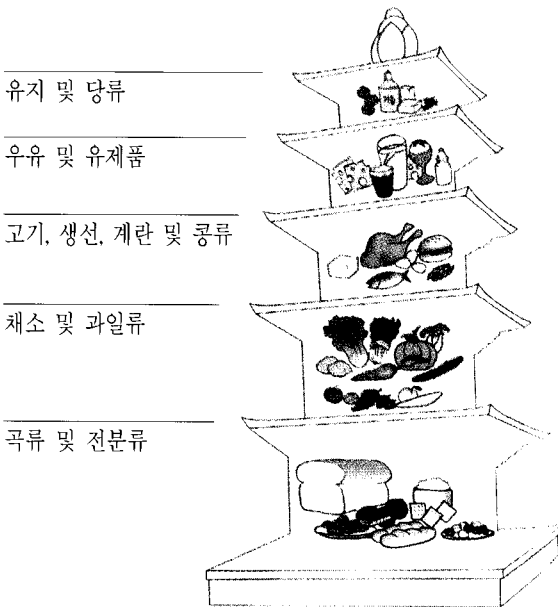 유지 및 당류
우유 및 유제품
고기, 생선, 계란 및 콩류
채소 및 과일류
곡류 및 전분류